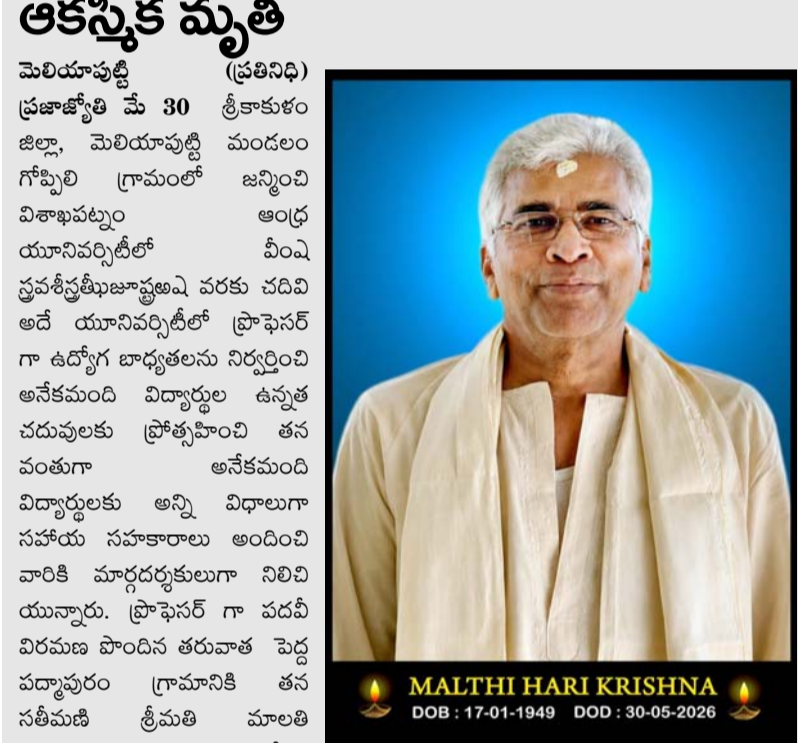 ఆకస్మిక మృతి
మెలియాపుట్టి (ప్రతినిధి)
ప్రజాజ్యోతి మే 30 శ్రీకాకుళం
జిల్లా, మెలియాపుట్టి మండలం
గోప్పిలి గ్రామంలో జన్మించి
విశాఖపట్నం ఆంధ్ర
యూనివర్సిటీలో వీంషి
వరకు చదివి
అదే యూనివర్సిటీలో ప్రొఫెసర్
గా ఉద్యోగ బాధ్యతలను నిర్వర్తించి
అనేకమంది విద్యార్థుల ఉన్నత
చదువులకు ప్రోత్సహించి తన
వంతుగా అనేకమంది
విద్యార్థులకు అన్ని విధాలుగా
సహాయ సహకారాలు అందించి
వారికి మార్గదర్శకులుగా నిలిచి
యున్నారు. ప్రొఫెసర్ గా పదవీ
విరమణ పొందిన తరువాత పెద్ద
పద్మాపురం గ్రామానికి తన
సతీమణి శ్రీమతి మాలతి
MALTHI HARI KRISHNA
DOB : 17-01-1949 DOD : 30-05-2026